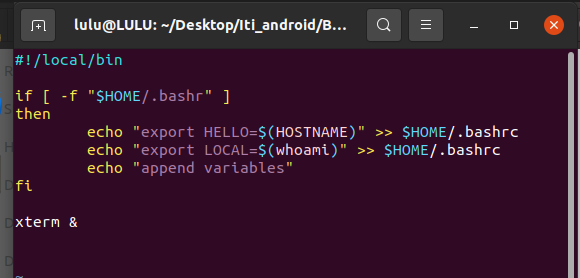 lulu@LULU: ~/Desktop/Iti_android/B...
#!/local/bin
if [ -f "$HOME/.bashr" ]
then
        echo "export HELLO=$(HOSTNAME)" >> $HOME/.bashrc
        echo "export LOCAL=$(whoami)" >> $HOME/.bashrc
        echo "append variables"
fi
xterm &
~